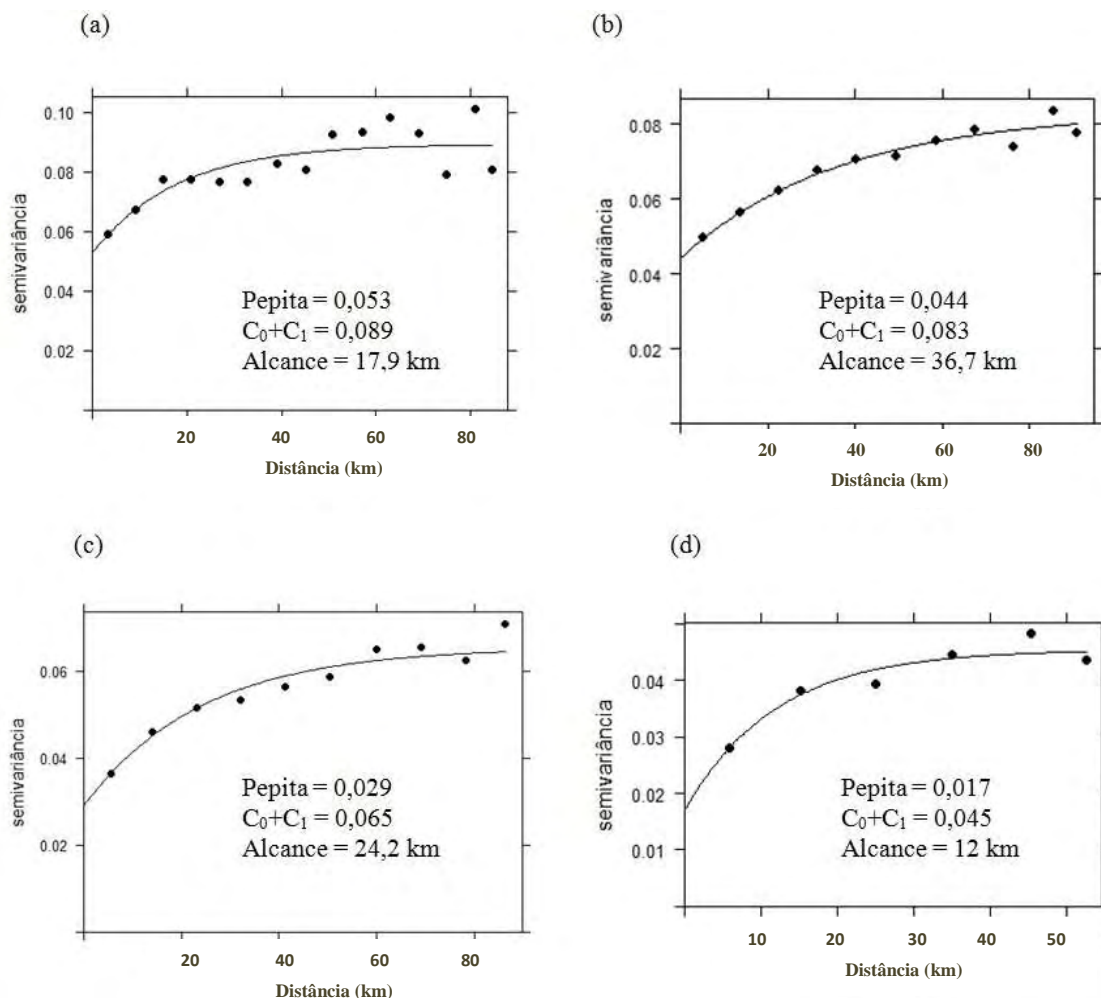 (a)
0.10
0.08
0.06
0.04
0.02
semivariância
Pepita = 0,053
C₀+C₁ = 0,089
Alcance = 17,9 km
20 40 60 80
Distância (km)
(b)
0.08
0.06
0.04
0.02
semivariância
Pepita = 0,044
C₀+C₁ = 0,083
Alcance = 36,7 km
20 40 60 80
Distância (km)
(c)
0.06
0.04
0.02
semivariância
Pepita = 0,029
C₀+C₁ = 0,065
Alcance = 24,2 km
20 40 60 80
Distância (km)
(d)
0.04
0.03
0.02
0.01
semivariância
Pepita = 0,017
C₀+C₁ = 0,045
Alcance = 12 km
10 20 30 40 50
Distância (km)